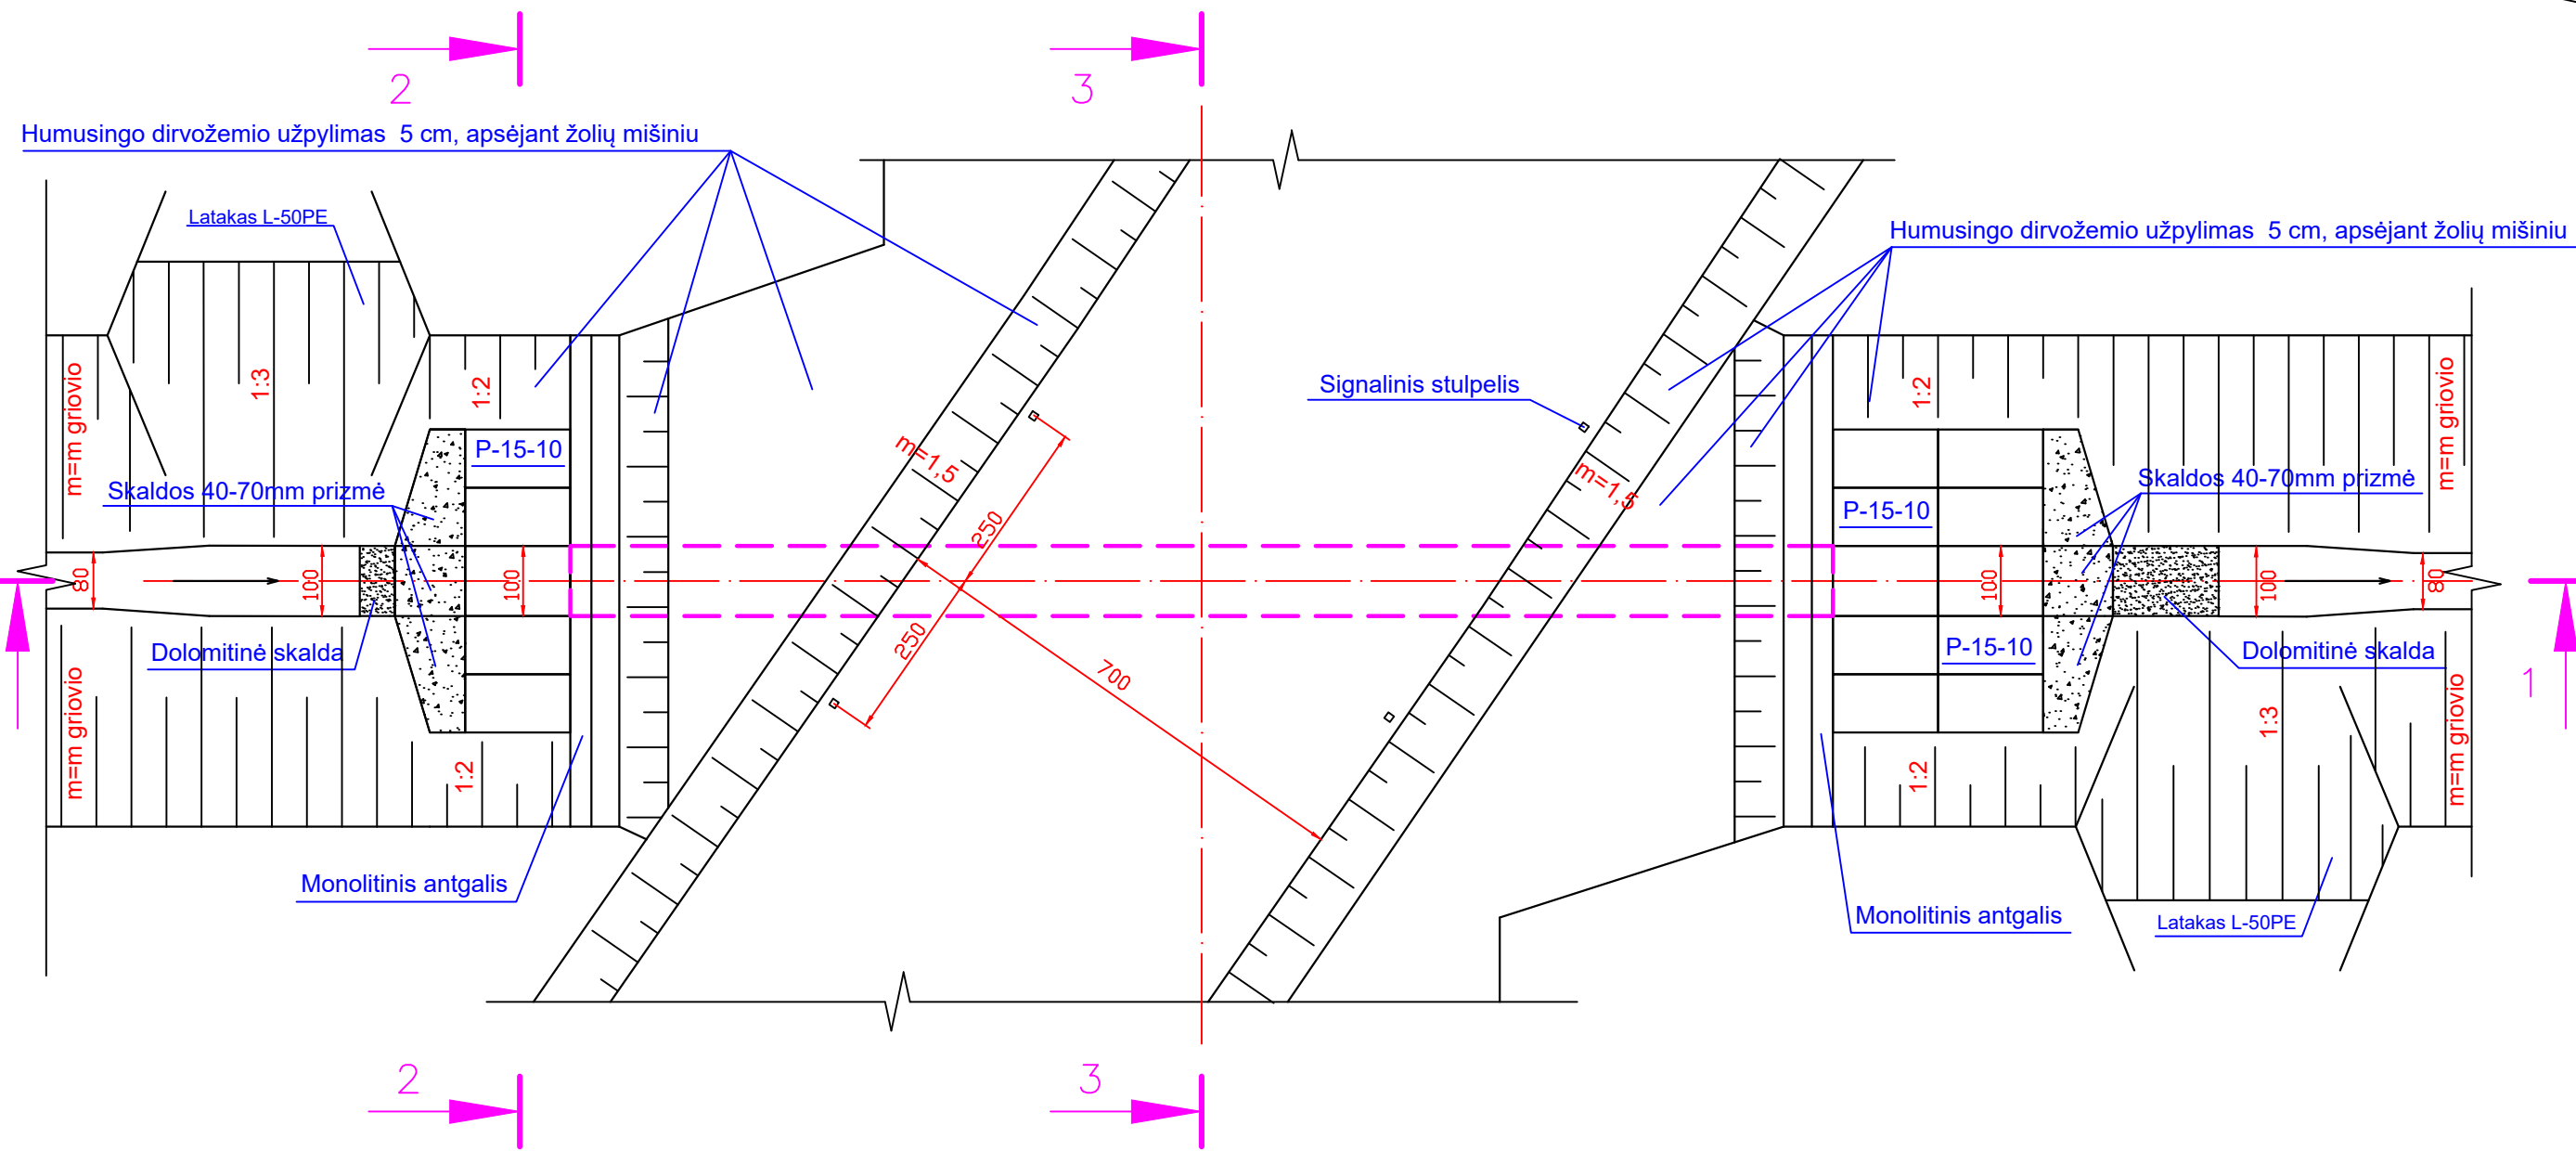 2
3
Humusingo dirvožemio užpylimas 5 cm, apsėjant žolių mišiniu
Latakas L-50PE
Humusingo dirvožemio užpylimas 5 cm, apsėjant žolių mišiniu
m=m griovio
1:3
1:2
Signalinis stulpelis
1:2
m=m griovio
P-15-10
m=1,5
m=1,5
Skaldos 40-70mm prizmė
Skaldos 40-70mm prizmė
P-15-10
250
80
100
100
100
100
80
250
Dolomitinė skalda
P-15-10
Dolomitinė skalda
700
1
m=m griovio
1:2
1:2
1:3
m=m griovio
Monolitinis antgalis
Monolitinis antgalis
Latakas L-50PE
2
3